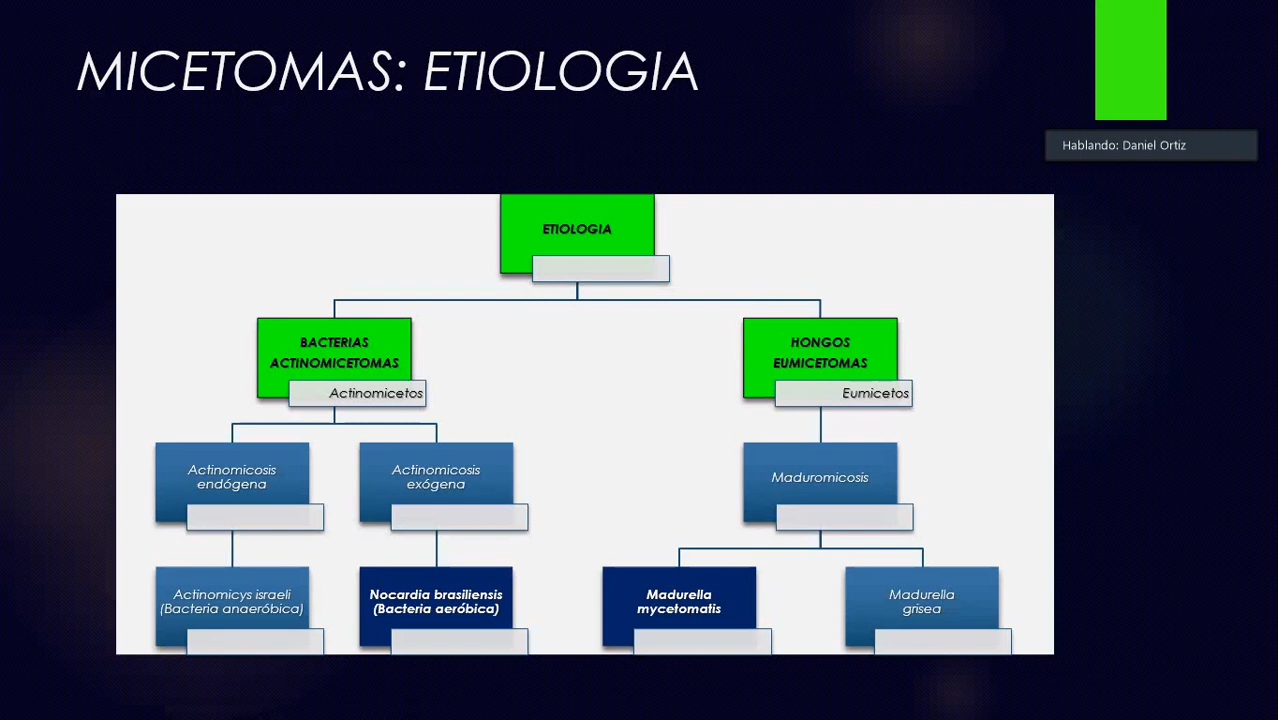 MICETOMAS: ETIOLOGIA
Hablando: Daniel Ortiz
ETIOLOGIA
BACTERIAS
ACTINOMICETOMAS
Actinomicetos
HONGOS
EUMICETOMAS
Eumicetos
Actinomicosis
endógena
Actinomicosis
exógena
Maduromicosis
Actinomicys israeli
(Bacteria anaeróbica)
Nocardia brasiliensis
(Bacteria aeróbica)
Madurella
mycetomatis
Madurella
grisea